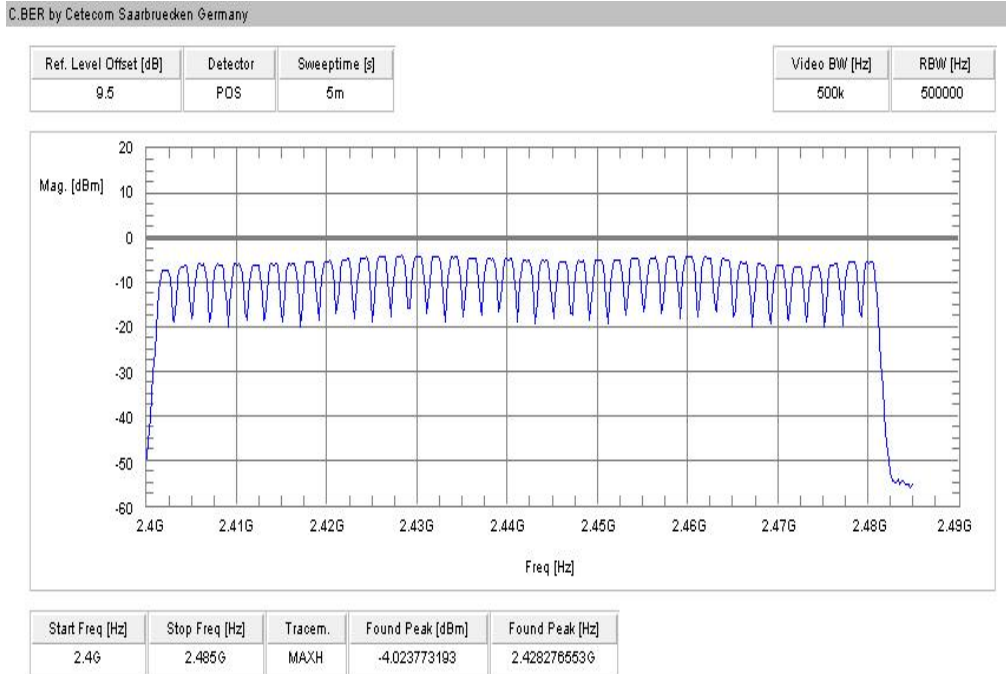 C.BER by Cetecom Saarbruecken Germany
Ref. Level Offset [dB] Detector Sweeptime [s] Video BW [Hz] RBW [Hz]
9.5 POS 5m 500k 500000
Mag. [dBm]
20
10
0
-10
-20
-30
-40
-50
-60
2.4G 2.41G 2.42G 2.43G 2.44G 2.45G 2.46G 2.47G 2.48G 2.49G
Freq [Hz]
Start Freq [Hz] Stop Freq [Hz] Tracem. Found Peak [dBm] Found Peak [Hz]
2.4G 2.485G MAXH -4.023773193 2.428276553G